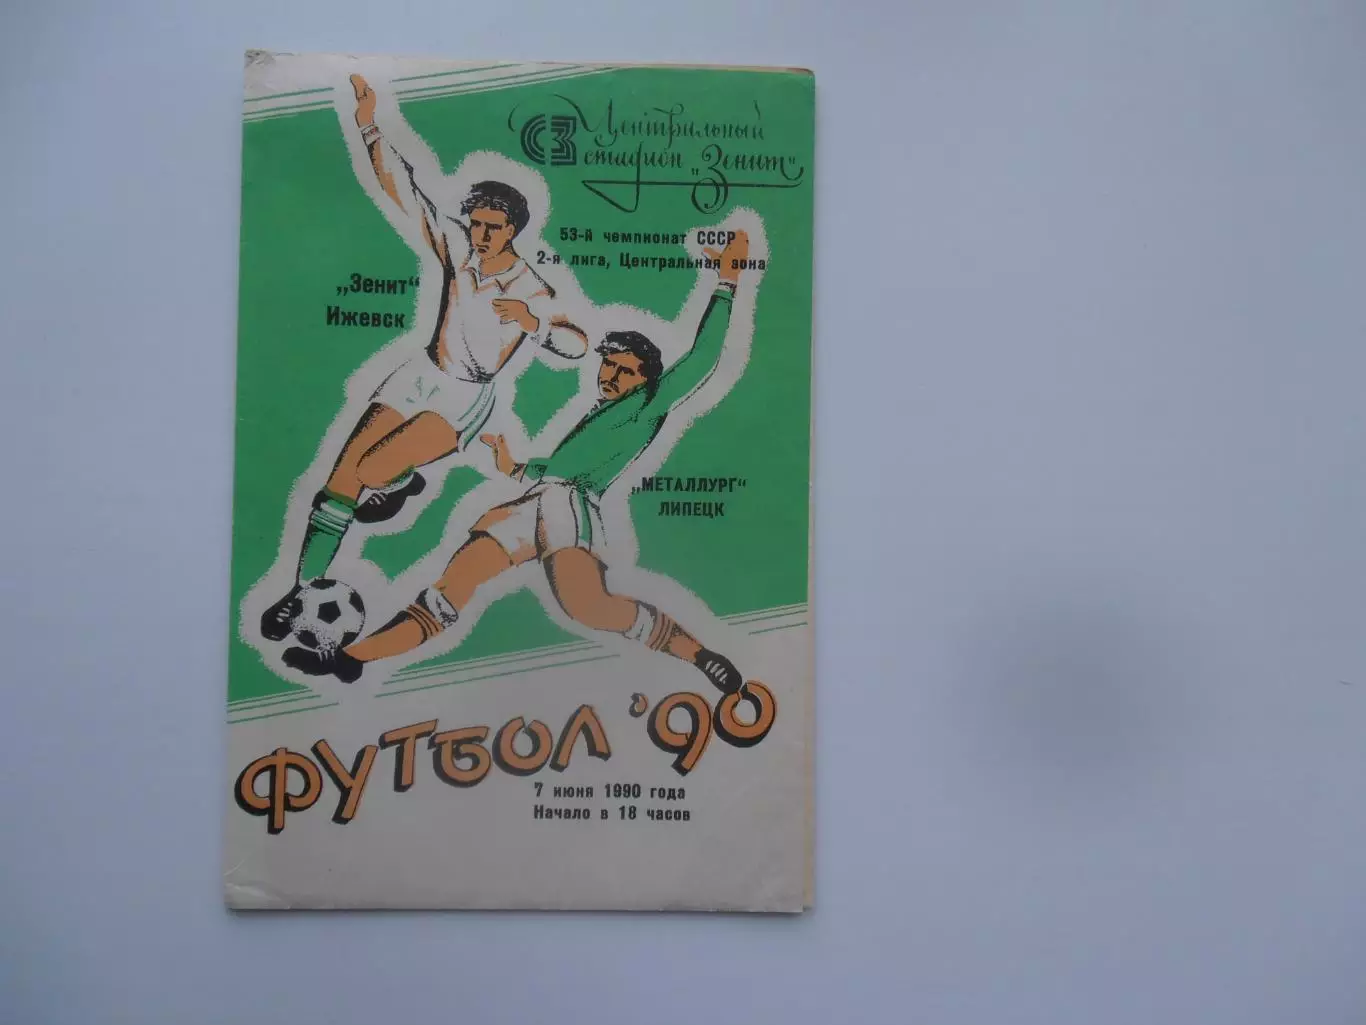 СЗ Центральный
стадион „Зенит“
53-й чемпионат СССР
2-я лига, Центральная зона
„Зенит“
Ижевск
„МЕТАЛЛУРГ“
ЛИПЕЦК
ФУТБОЛ '90
7 июня 1990 года
Начало в 18 часов